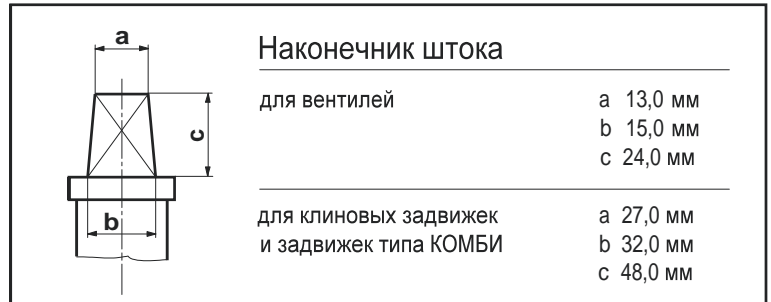 a
c
b
Наконечник штока
для вентилей
a 13,0 мм
b 15,0 мм
c 24,0 мм
для клиновых задвижек
и задвижек типа КОМБИ
a 27,0 мм
b 32,0 мм
c 48,0 мм